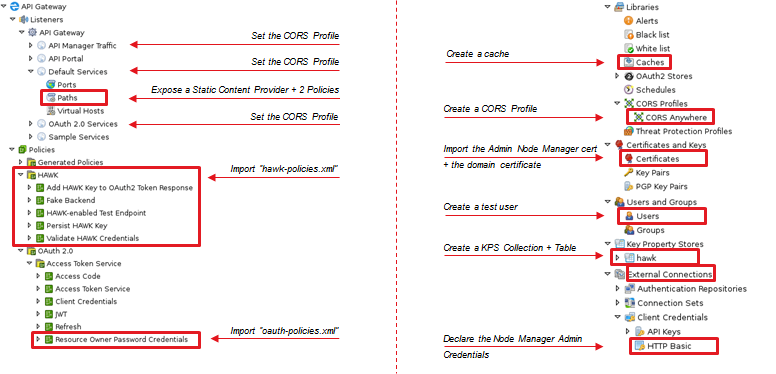 API Gateway
Listeners
API Gateway
API Manager Traffic
Set the CORS Profile
API Portal
Default Services
Set the CORS Profile
Ports
Paths
Expose a Static Content Provider + 2 Policies
Virtual Hosts
OAuth 2.0 Services
Set the CORS Profile
Sample Services
Policies
Generated Policies
HAWK
Import "hawk-policies.xml"
Add HAWK Key to OAuth2 Token Response
Fake Backend
HAWK-enabled Test Endpoint
Persist HAWK Key
Validate HAWK Credentials
OAuth 2.0
Access Token Service
Access Code
Access Token Service
Client Credentials
JWT
Refresh
Import "oauth-policies.xml"
Resource Owner Password Credentials
Libraries
Alerts
Black list
White list
Create a cache
Caches
OAuth2 Stores
Schedules
CORS Profiles
Create a CORS Profile
CORS Anywhere
Threat Protection Profiles
Certificates and Keys
Import the Admin Node Manager cert
+ the domain certificate
Certificates
Key Pairs
PGP Key Pairs
Users and Groups
Create a test user
Users
Groups
Key Property Stores
Create a KPS Collection + Table
hawk
External Connections
Authentication Repositories
Connection Sets
Client Credentials
API Keys
Declare the Node Manager Admin
Credentials
HTTP Basic